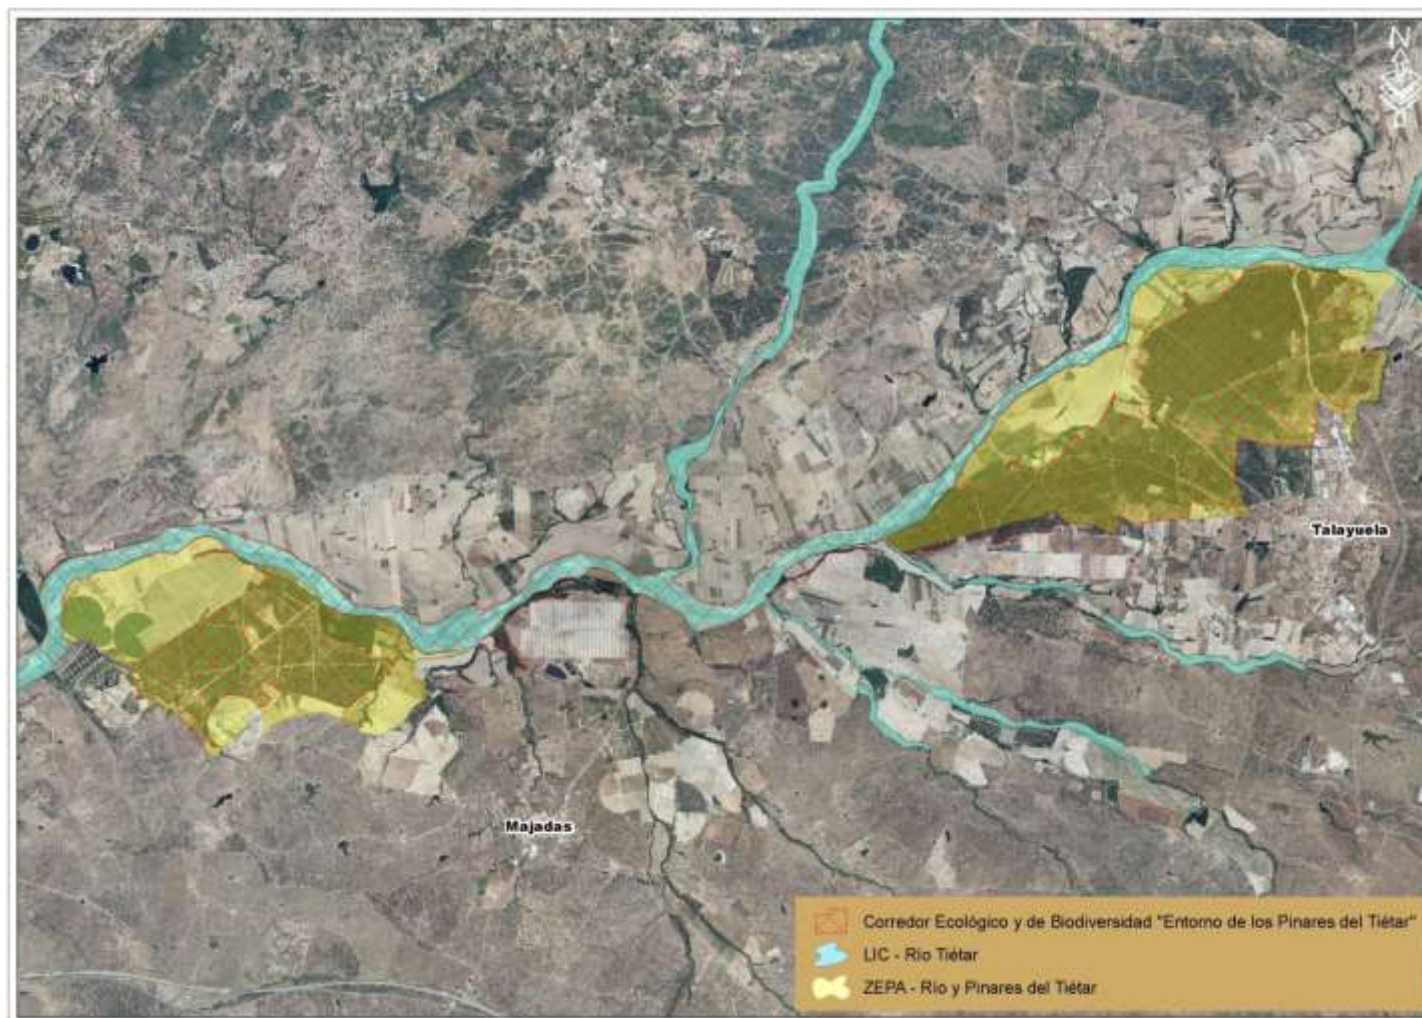 N
Talayuela
Majadas
Corredor Ecológico y de Biodiversidad "Entorno de los Pinares del Tiétar"
LIC - Río Tiétar
ZEPA - Río y Pinares del Tiétar